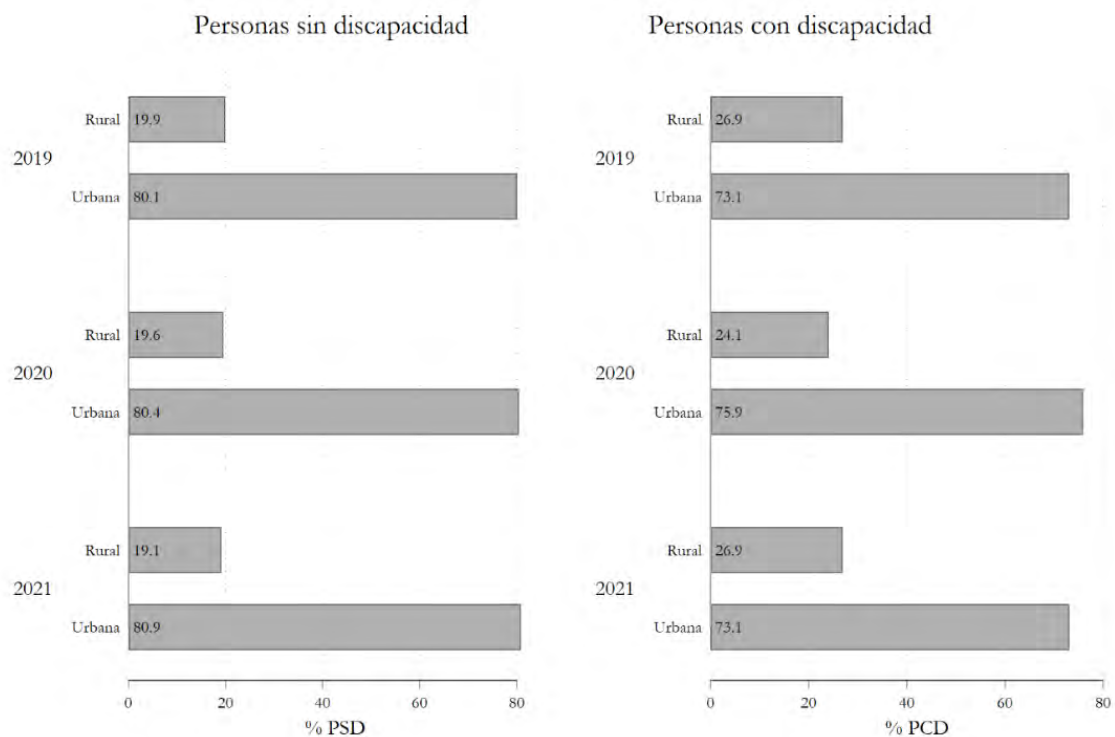 Personas sin discapacidad
Rural 19.9
2019
Urbana 80.1
Rural 19.6
2020
Urbana 80.4
Rural 19.1
2021
Urbana 80.9
0 20 40 60 80
% PSD
Personas con discapacidad
Rural 26.9
2019
Urbana 73.1
Rural 24.1
2020
Urbana 75.9
Rural 26.9
2021
Urbana 73.1
0 20 40 60 80
% PCD